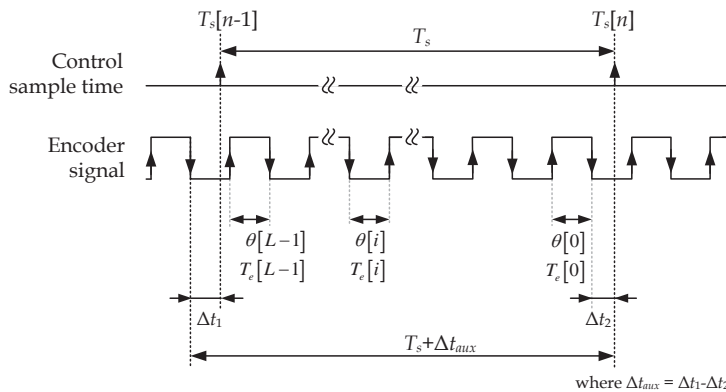 T_s[n-1]
T_s[n]
T_s
Control
sample time
Encoder
signal
θ[L−1]
T_e[L−1]
θ[i]
T_e[i]
θ[0]
T_e[0]
Δt_1
Δt_2
T_s+Δt_aux
where Δt_aux = Δt_1-Δt_2